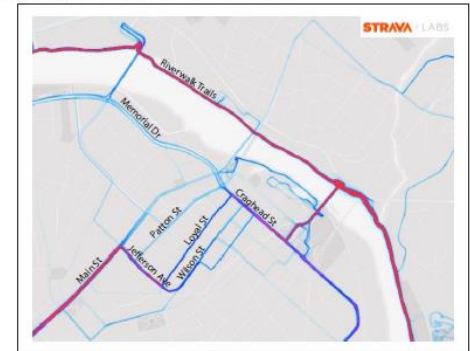 STRAVA LABS
Riverwalk Trails
Memorial Dr
Patton St
Loyal St
Craghead St
Wilson St
Jefferson Ave
Main St